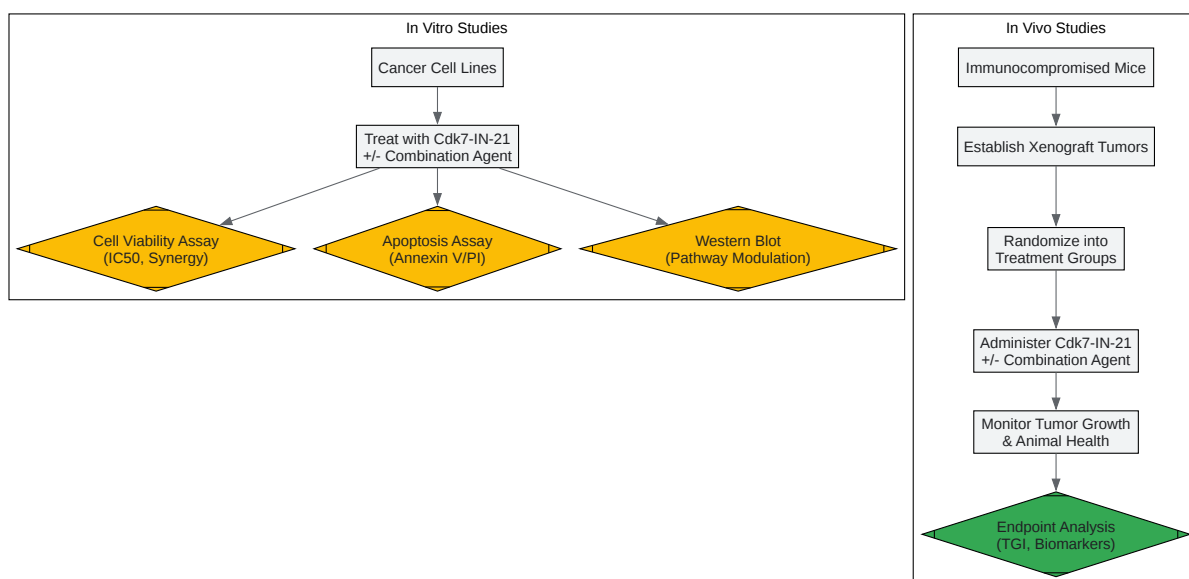 In Vitro Studies
Cancer Cell Lines
Treat with Cdk7-IN-21
+/- Combination Agent
Cell Viability Assay
(IC50, Synergy)
Apoptosis Assay
(Annexin V/PI)
Western Blot
(Pathway Modulation)
In Vivo Studies
Immunocompromised Mice
Establish Xenograft Tumors
Randomize into
Treatment Groups
Administer Cdk7-IN-21
+/- Combination Agent
Monitor Tumor Growth
& Animal Health
Endpoint Analysis
(TGI, Biomarkers)